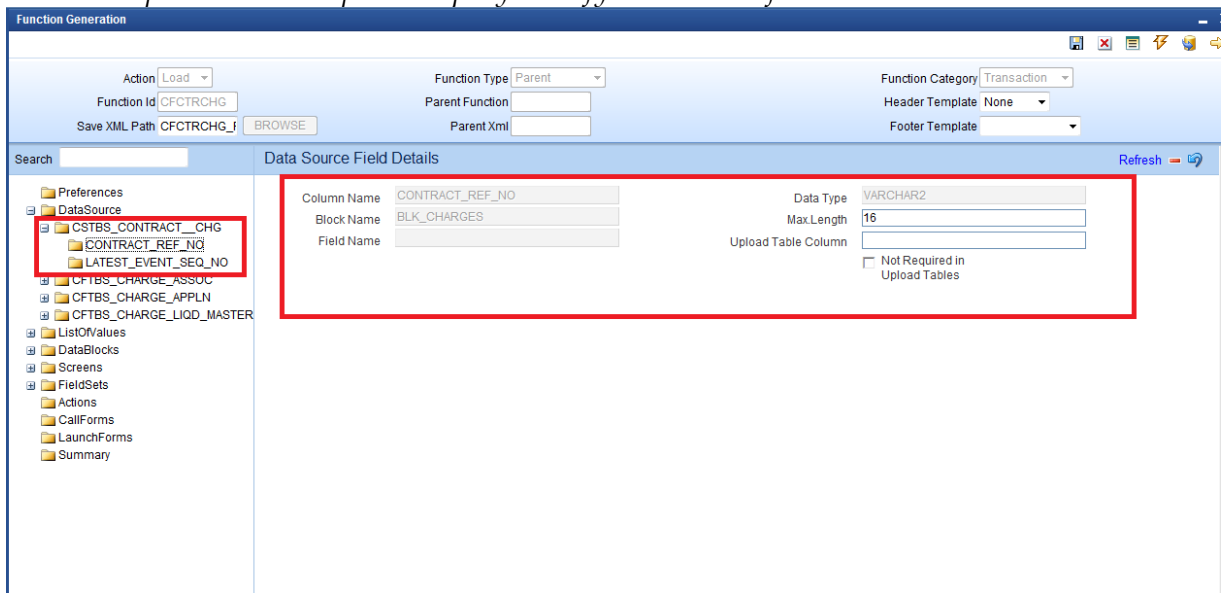 Function Generation
Action Load Function Type Parent Function Category Transaction
Function Id CFCTRCHG Parent Function Header Template None
Save XML Path CFCTRCHG_ BROWSE Parent Xml Footer Template
Search Data Source Field Details Refresh
Preferences
DataSource
CSTBS_CONTRACT__CHG
CONTRACT_REF_NO
LATEST_EVENT_SEQ_NO
CFTBS_CHARGE_ASSOC
CFTBS_CHARGE_APPLN
CFTBS_CHARGE_LIQD_MASTER
ListOfValues
DataBlocks
Screens
FieldSets
Actions
CallForms
LaunchForms
Summary
Column Name CONTRACT_REF_NO Data Type VARCHAR2
Block Name BLK_CHARGES Max.Length 16
Field Name Upload Table Column
Not Required in
Upload Tables